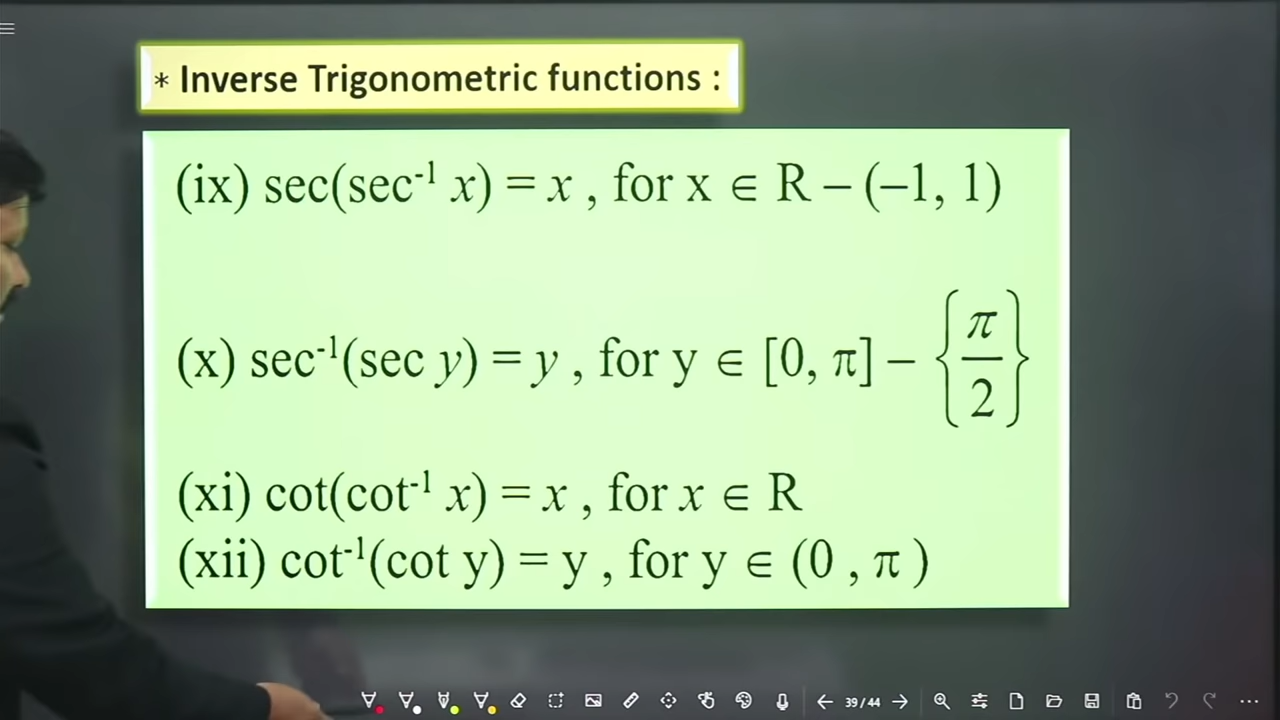 * Inverse Trigonometric functions :
(ix) sec(sec⁻¹ x) = x , for x ∈ R – (–1, 1)
(x) sec⁻¹(sec y) = y , for y ∈ [0, π] – {π/2}
(xi) cot(cot⁻¹ x) = x , for x ∈ R
(xii) cot⁻¹(cot y) = y , for y ∈ (0 , π )
39 / 44